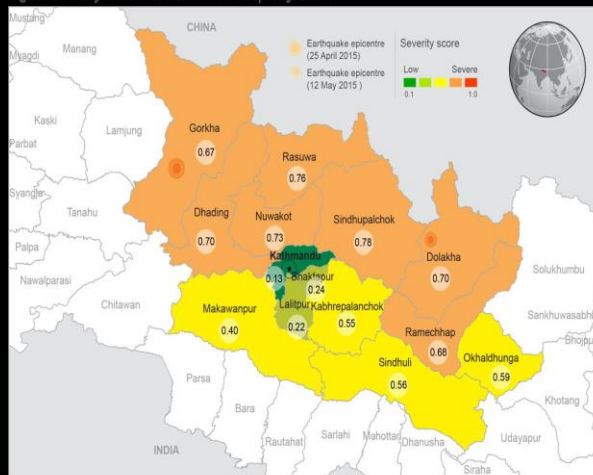 CHINA
Earthquake epicentre
(25 April 2015)
Earthquake epicentre
(12 May 2015 )
Severity score
Low
Severe
0.1
1.0
Mustang
Manang
Myagdi
Kaski
Lamjung
Parbat
Syangja
Tanahu
Palpa
Nawalparasi
Chitawan
Gorkha
0.67
Rasuwa
0.76
Dhading
0.70
Nuwakot
0.73
Sindhupalchok
0.78
Dolakha
0.70
Kathmandu
0.13
Bhaktapur
0.24
Lalitpur
0.22
Kabhrepalanchok
0.55
Makawanpur
0.40
Ramechhap
0.68
Sindhuli
0.56
Okhaldhunga
0.59
Solukhumbu
Sankhuwasabha
Bhojpur
Khotang
Udayapur
Parsa
Bara
Rautahat
Sarlahi
Mahottari
Dhanusha
Siraha
INDIA